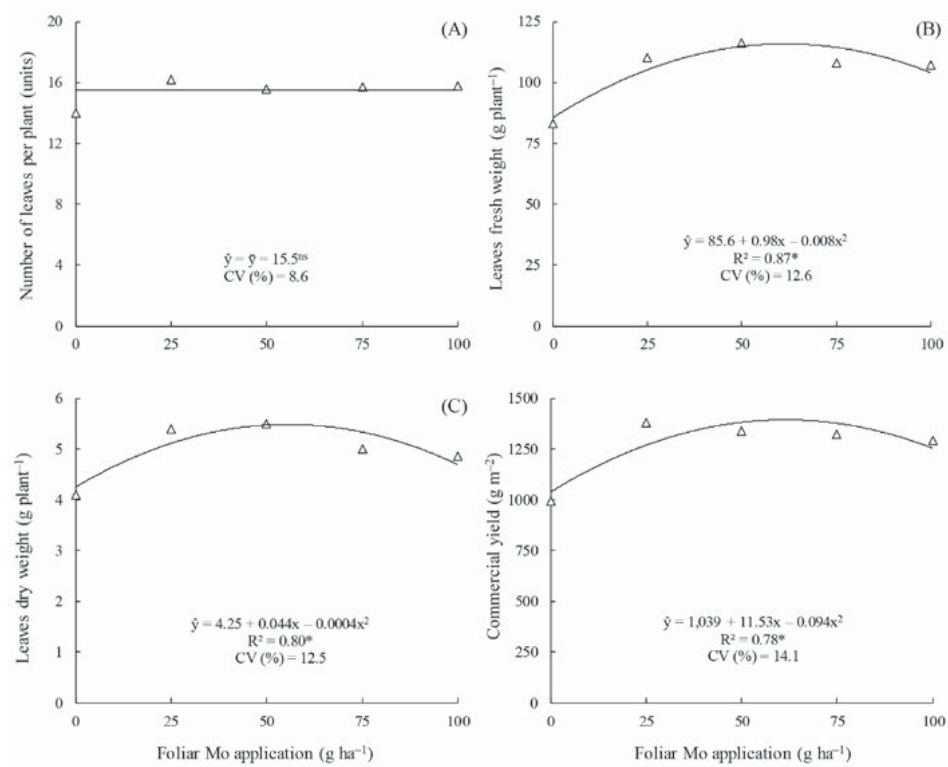 (A)
Number of leaves per plant (units)
20
16
12
8
4
0
ŷ = ȳ = 15.5ⁿˢ
CV (%) = 8.6
0 25 50 75 100
(B)
Leaves fresh weight (g plant⁻¹)
125
100
75
50
25
0
ŷ = 85.6 + 0.98x – 0.008x²
R² = 0.87*
CV (%) = 12.6
0 25 50 75 100
(C)
Leaves dry weight (g plant⁻¹)
6
5
4
3
2
1
0
ŷ = 4.25 + 0.044x – 0.0004x²
R² = 0.80*
CV (%) = 12.5
0 25 50 75 100
Foliar Mo application (g ha⁻¹)
Commercial yield (g m⁻²)
1500
1250
1000
750
500
250
0
ŷ = 1,039 + 11.53x – 0.094x²
R² = 0.78*
CV (%) = 14.1
0 25 50 75 100
Foliar Mo application (g ha⁻¹)